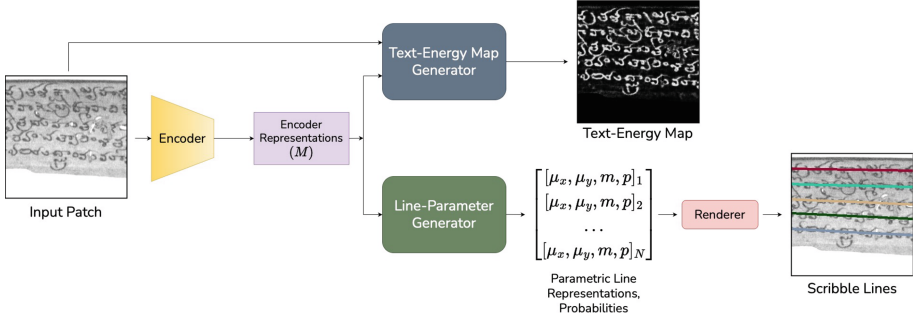 Input Patch
Encoder
Encoder
Representations
(M)
Text-Energy Map
Generator
Text-Energy Map
Line-Parameter
Generator
[μx, μy, m, p]1
[μx, μy, m, p]2
...
[μx, μy, m, p]N
Parametric Line
Representations,
Probabilities
Renderer
Scribble Lines